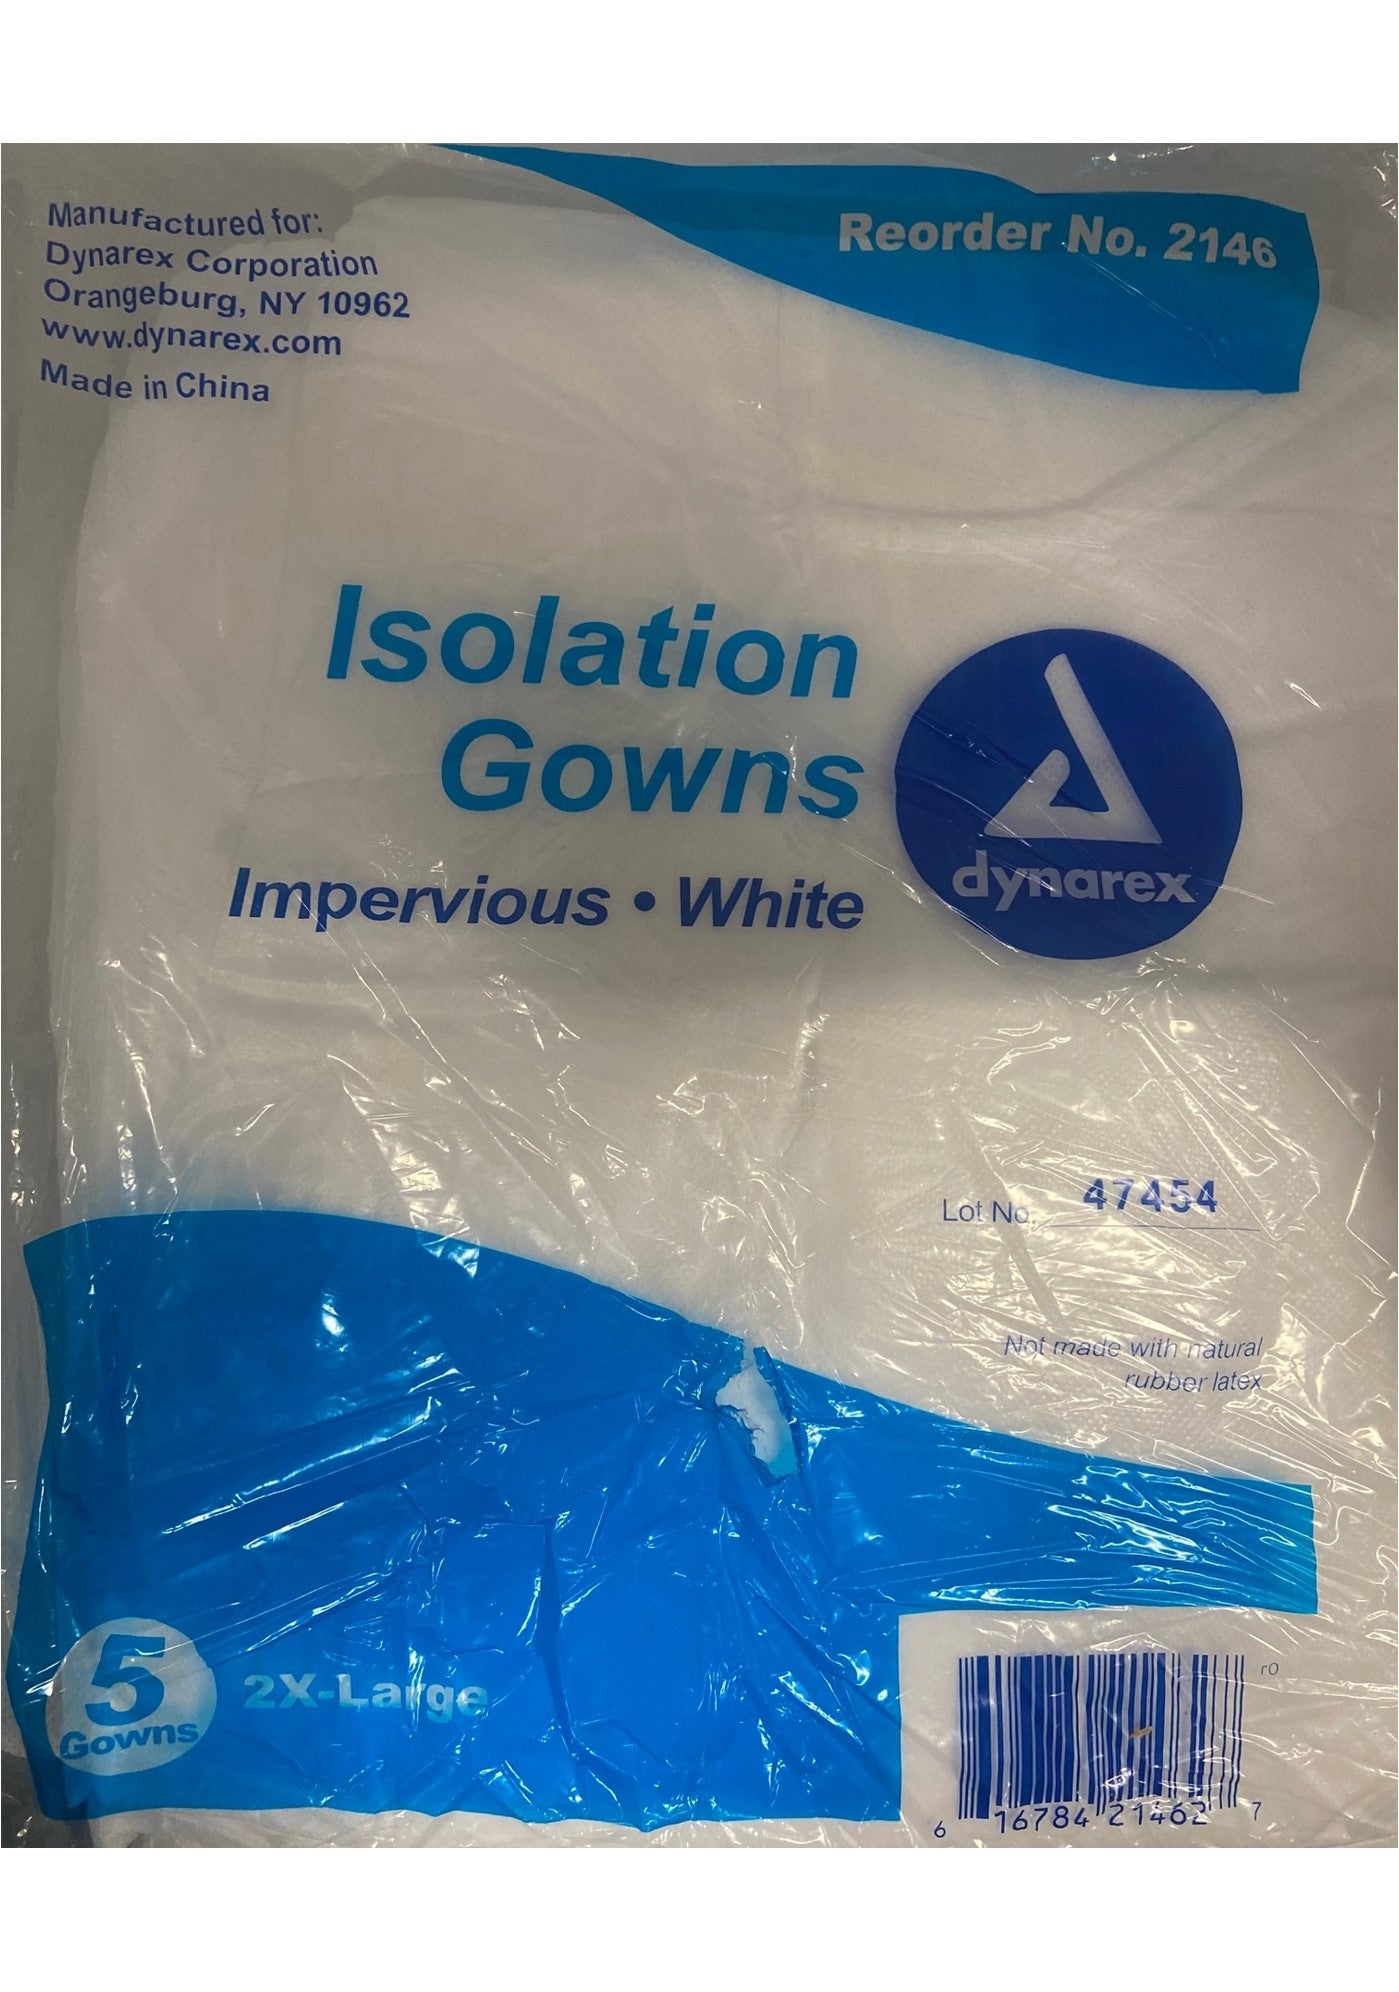 Manufactured for:
Dynarex Corporation
Orangeburg, NY 10962
www.dynarex.com
Made in China
Reorder No. 2146
Isolation
Gowns
Impervious • White
dynarex
Lot No. 47454
Not made with natural
rubber latex
5
Gowns
2X-Large
r0
6 16784 21462 7